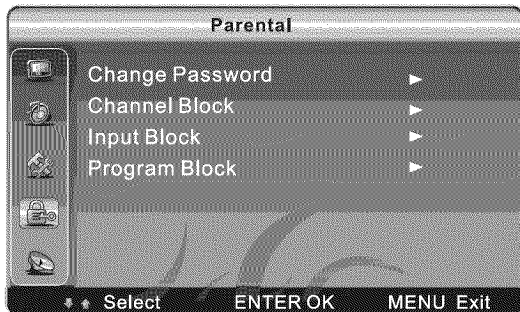 Parental
Change Password
Channel Block
Input Block
Program Block
Select ENTER OK MENU Exit